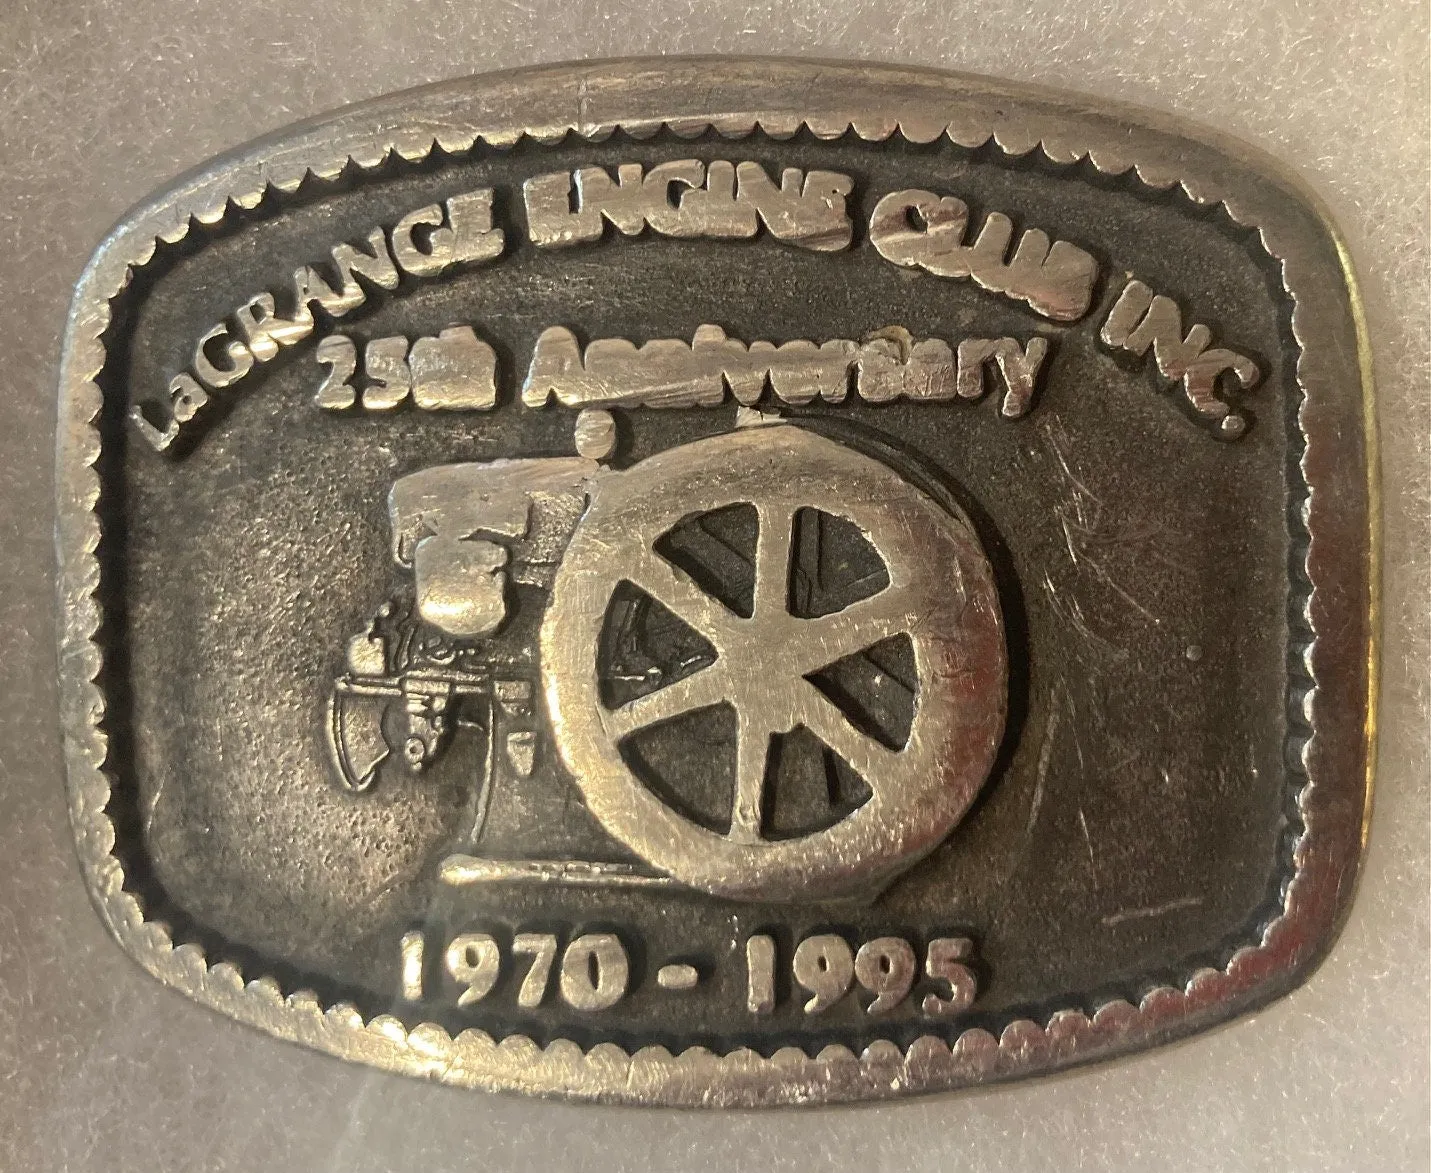 LaGRANGE ENGINE CLUB INC.
25th Anniversary
1970 - 1995